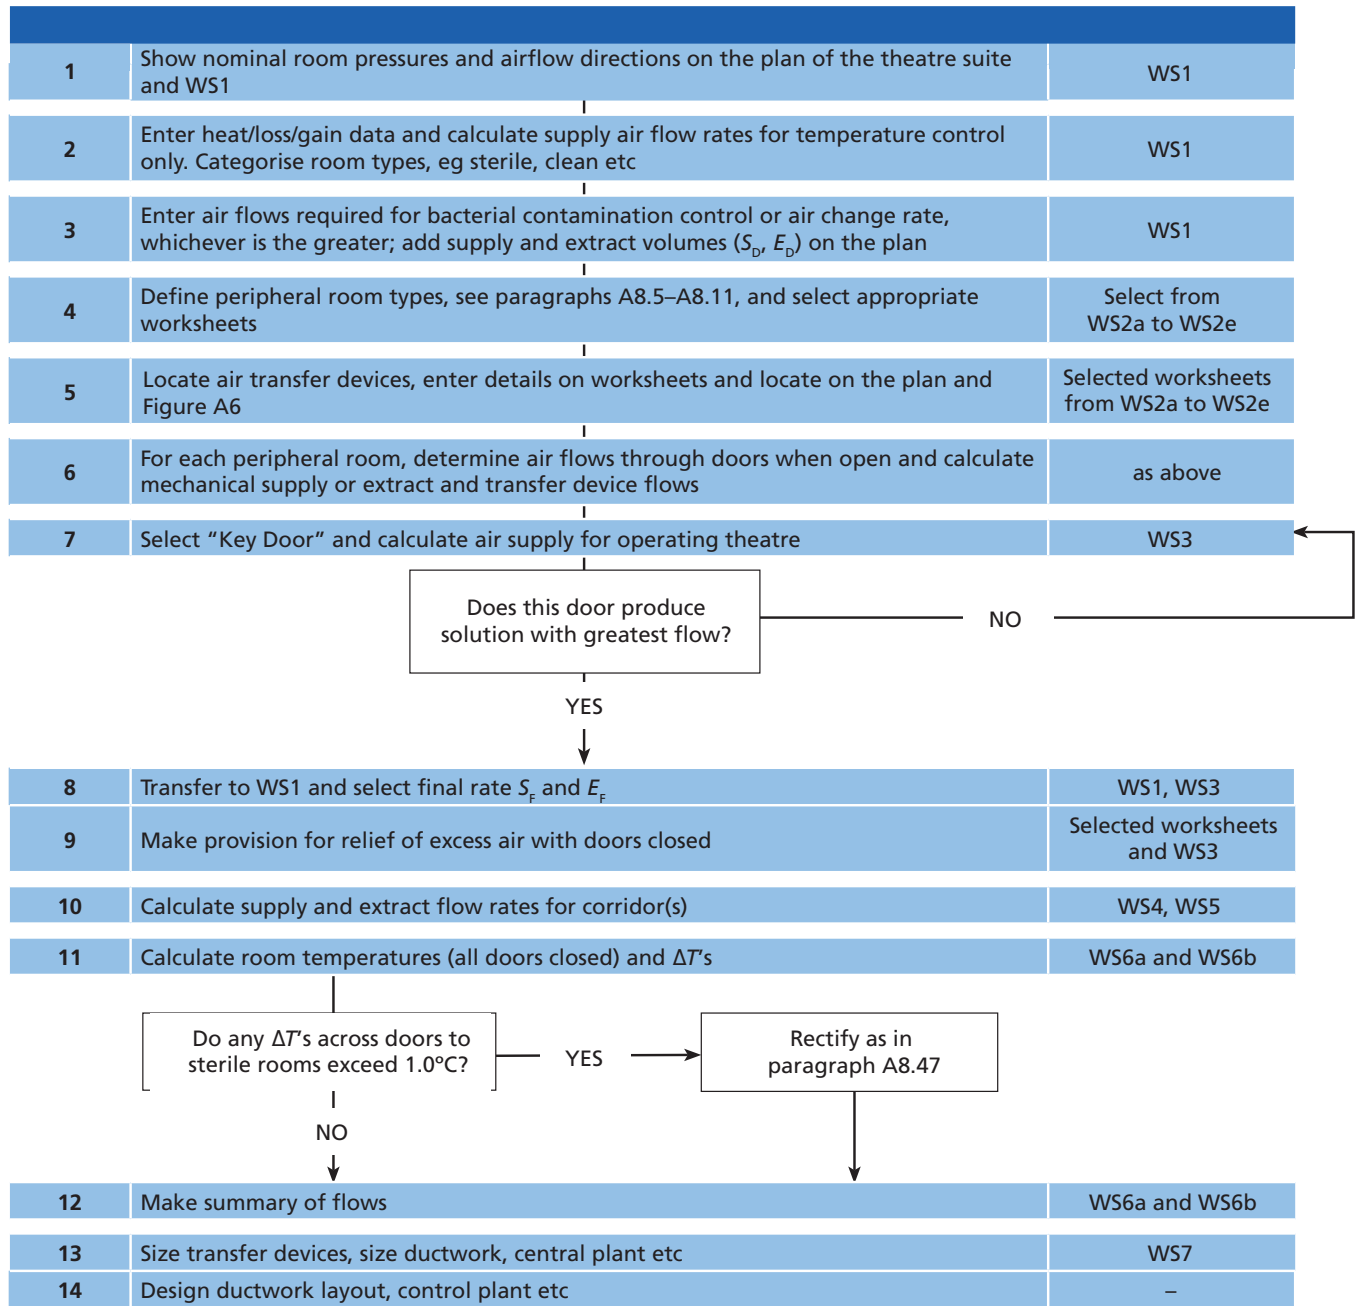 1
Show nominal room pressures and airflow directions on the plan of the theatre suite
and WS1
WS1
2
Enter heat/loss/gain data and calculate supply air flow rates for temperature control
only. Categorise room types, eg sterile, clean etc
WS1
3
Enter air flows required for bacterial contamination control or air change rate,
whichever is the greater; add supply and extract volumes (S_D, E_D) on the plan
WS1
4
Define peripheral room types, see paragraphs A8.5–A8.11, and select appropriate
worksheets
Select from
WS2a to WS2e
5
Locate air transfer devices, enter details on worksheets and locate on the plan and
Figure A6
Selected worksheets
from WS2a to WS2e
6
For each peripheral room, determine air flows through doors when open and calculate
mechanical supply or extract and transfer device flows
as above
7
Select “Key Door” and calculate air supply for operating theatre
WS3
Does this door produce
solution with greatest flow?
NO
YES
8
Transfer to WS1 and select final rate S_F and E_F
WS1, WS3
9
Make provision for relief of excess air with doors closed
Selected worksheets
and WS3
10
Calculate supply and extract flow rates for corridor(s)
WS4, WS5
11
Calculate room temperatures (all doors closed) and ΔT’s
WS6a and WS6b
Do any ΔT’s across doors to
sterile rooms exceed 1.0ºC?
YES
Rectify as in
paragraph A8.47
NO
12
Make summary of flows
WS6a and WS6b
13
Size transfer devices, size ductwork, central plant etc
WS7
14
Design ductwork layout, control plant etc
–